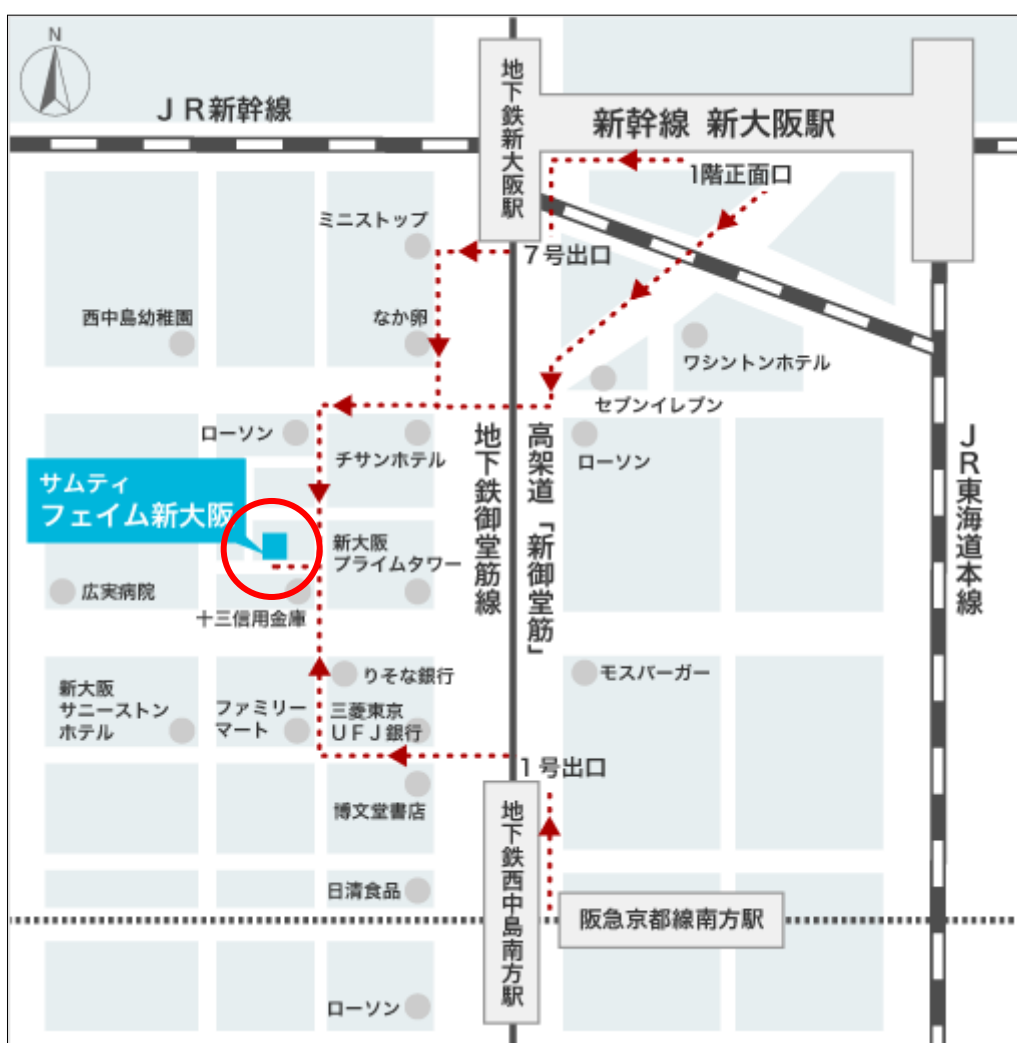 N
ＪＲ新幹線
地下鉄新大阪駅
新幹線 新大阪駅
1階正面口
ミニストップ
7号出口
西中島幼稚園
なか卵
ワシントンホテル
セブンイレブン
ローソン
チサンホテル
地下鉄御堂筋線
高架道「新御堂筋」
ローソン
ＪＲ東海道本線
サムティ
フェイム新大阪
新大阪
プライムタワー
広実病院
十三信用金庫
りそな銀行
モスバーガー
新大阪
サニーストン
ホテル
ファミリー
マート
三菱東京
ＵＦＪ銀行
1号出口
博文堂書店
地下鉄西中島南方駅
日清食品
阪急京都線南方駅
ローソン